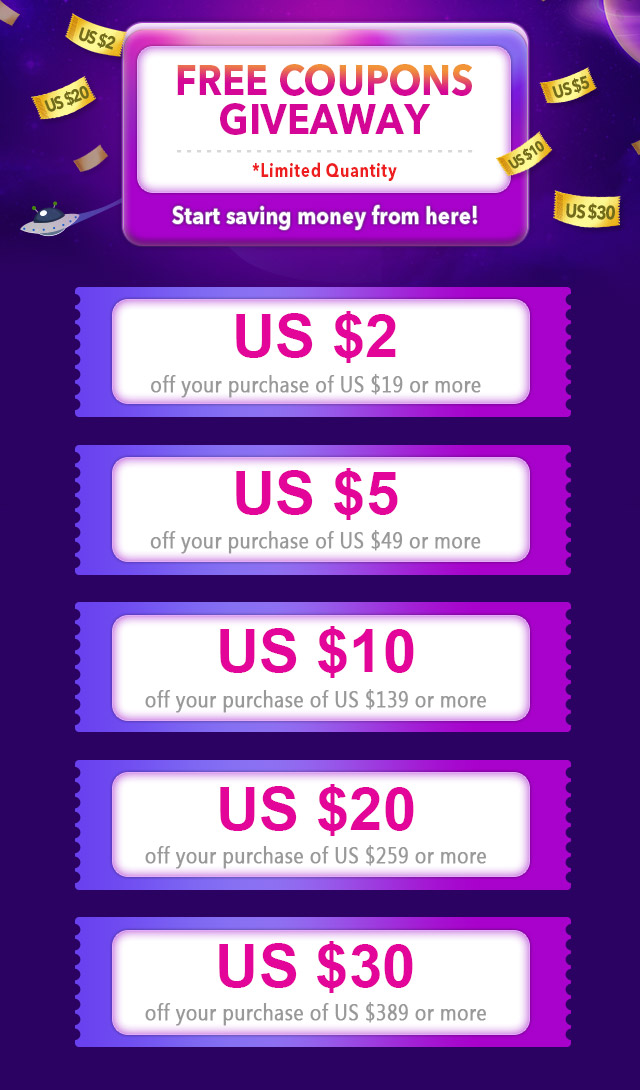 US $2
US $20
FREE COUPONS
GIVEAWAY
*Limited Quantity
Start saving money from here!
US $5
US $10
US $30
US $2
off your purchase of US $19 or more
US $5
off your purchase of US $49 or more
US $10
off your purchase of US $139 or more
US $20
off your purchase of US $259 or more
US $30
off your purchase of US $389 or more